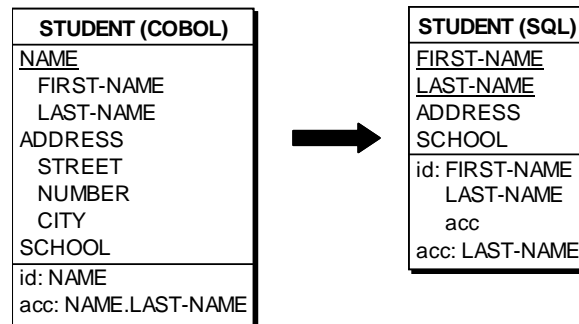 STUDENT (COBOL)
NAME
FIRST-NAME
LAST-NAME
ADDRESS
STREET
NUMBER
CITY
SCHOOL
id: NAME
acc: NAME.LAST-NAME
STUDENT (SQL)
FIRST-NAME
LAST-NAME
ADDRESS
SCHOOL
id: FIRST-NAME
LAST-NAME
acc
acc: LAST-NAME